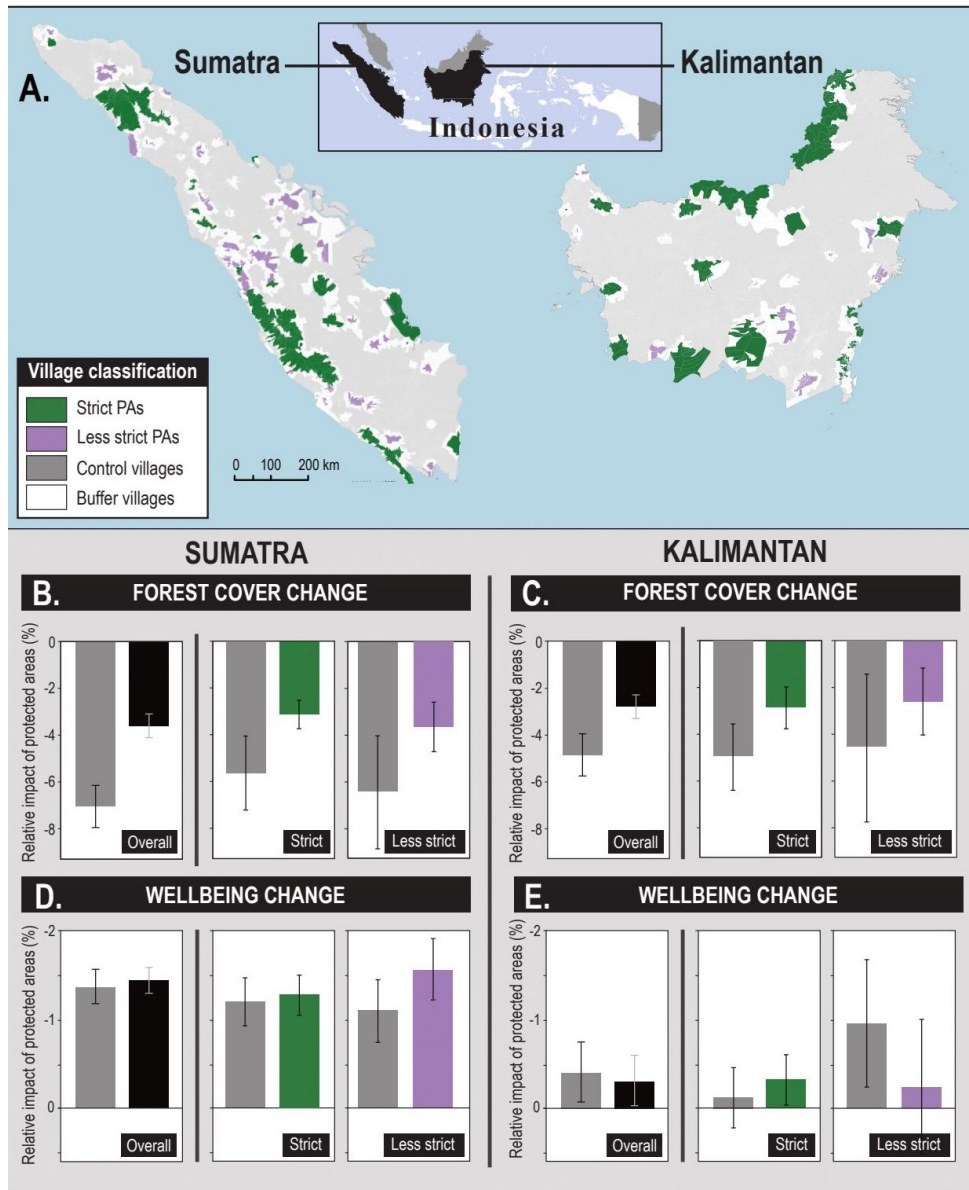 A.
Sumatra
Kalimantan
Indonesia
Village classification
Strict PAs
Less strict PAs
Control villages
Buffer villages
0 100 200 km
SUMATRA
KALIMANTAN
B.
FOREST COVER CHANGE
Relative impact of protected areas (%)
0
-2
-4
-6
-8
Overall
Strict
Less strict
C.
FOREST COVER CHANGE
Relative impact of protected areas (%)
0
-2
-4
-6
-8
Overall
Strict
Less strict
D.
WELLBEING CHANGE
Relative impact of protected areas (%)
-2
-1
0
Overall
Strict
Less strict
E.
WELLBEING CHANGE
Relative impact of protected areas (%)
-2
-1
0
Overall
Strict
Less strict